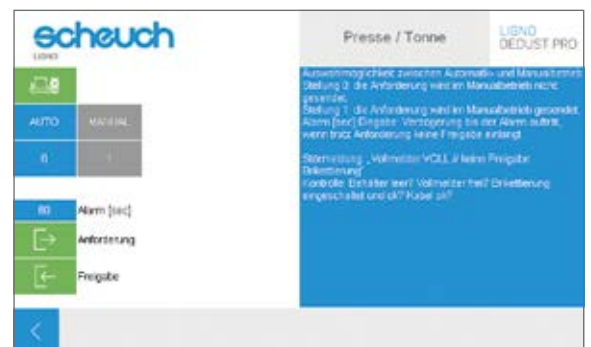 scheuch
LIGNO
Presse / Tonne
LIGNO
DEDUST PRO
AUTO
MANUAL
0
1
60
Alarm [sec]
Anforderung
Freigabe
Auswahlmöglichkeit zwischen Automatik- und Manualbetrieb
Stellung 0: die Anforderung wird im Manualbetrieb nicht
gesendet.
Stellung 1: die Anforderung wird im Manualbetrieb gesendet.
Alarm [sec] Eingabe: Verzögerung bis der Alarm auftritt,
wenn trotz Anforderung keine Freigabe einlangt
Störmeldung: „Vollmelder VOLL // keine Freigabe
Brikettierung"
Kontrolle: Behälter leer? Vollmelder frei? Brikettierung
eingeschaltet und ok? Kabel ok?